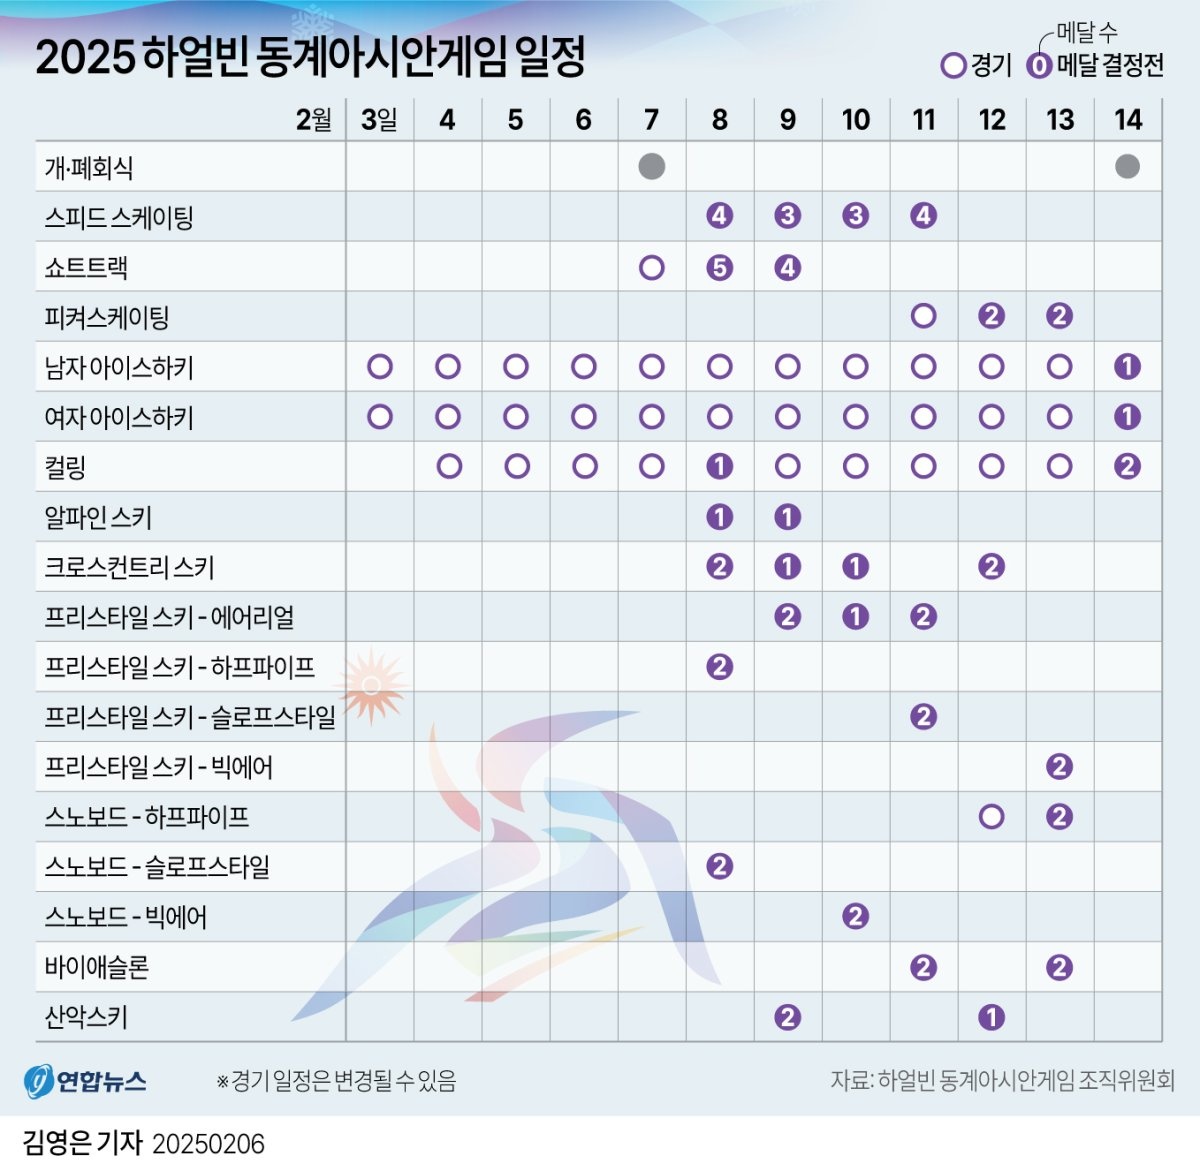 2025 하얼빈 동계아시안게임 일정
메달 수
경기 0 메달 결정전
2월 3일 4 5 6 7 8 9 10 11 12 13 14
개·폐회식
스피드 스케이팅 4 3 3 4
쇼트트랙 5 4
피켜스케이팅 2 2
남자 아이스하키 1
여자 아이스하키 1
컬링 1 2
알파인 스키 1 1
크로스컨트리 스키 2 1 1 2
프리스타일 스키 - 에어리얼 2 1 2
프리스타일 스키 - 하프파이프 2
프리스타일 스키 - 슬로프스타일 2
프리스타일 스키 - 빅에어 2
스노보드 - 하프파이프 2
스노보드 - 슬로프스타일 2
스노보드 - 빅에어 2
바이애슬론 2 2
산악스키 2 1
y 연합뉴스 ※ 경기 일정은 변경될 수 있음 자료: 하얼빈 동계아시안게임 조직위원회
김영은 기자 20250206